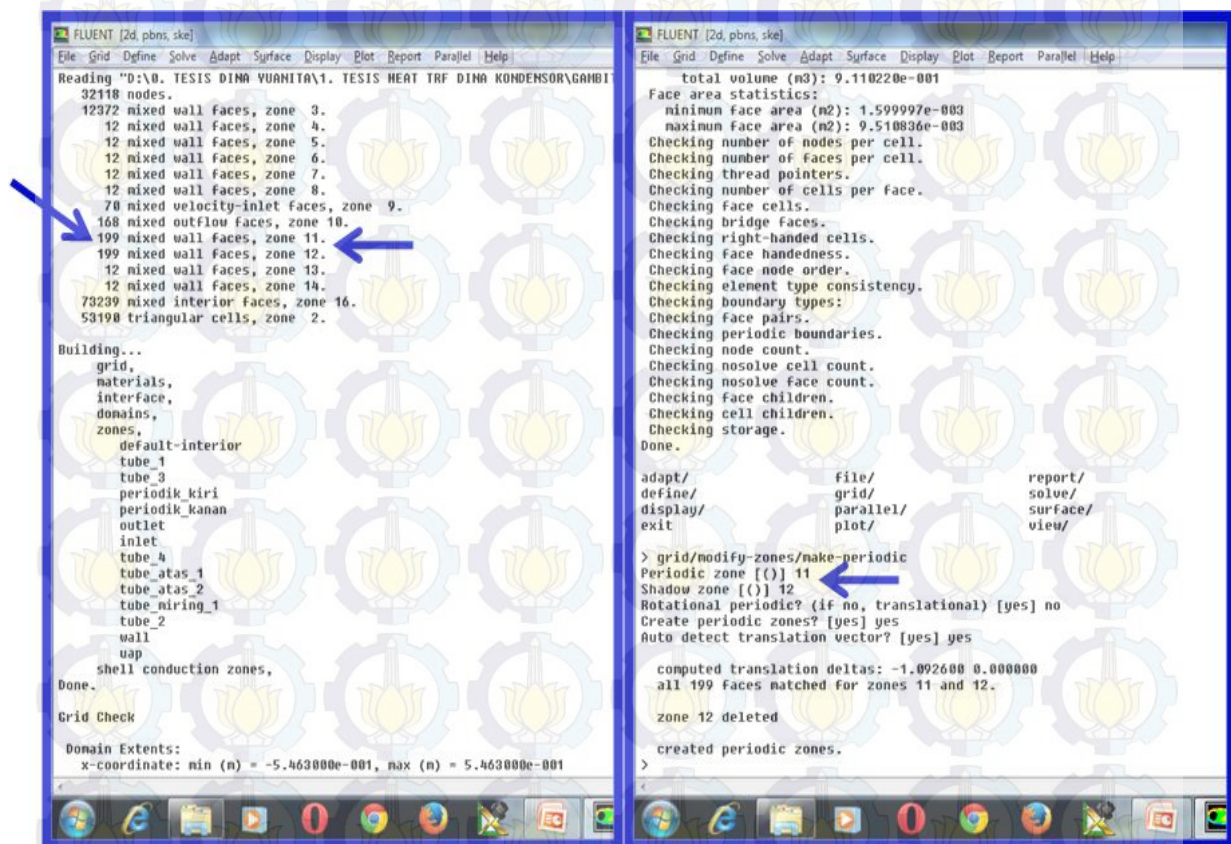 FLUENT [2d, pbns, ske]
File Grid Define Solve Adapt Surface Display Plot Report Parallel Help
Reading "D:\0. TESIS DINA YUANITA\1. TESIS HEAT TRF DINA KONDENSOR\GAMBI
32118 nodes.
12372 mixed wall faces, zone 3.
12 mixed wall faces, zone 4.
12 mixed wall faces, zone 5.
12 mixed wall faces, zone 6.
12 mixed wall faces, zone 7.
12 mixed wall faces, zone 8.
70 mixed velocity-inlet faces, zone 9.
168 mixed outflow faces, zone 10.
199 mixed wall faces, zone 11.
199 mixed wall faces, zone 12.
12 mixed wall faces, zone 13.
12 mixed wall faces, zone 14.
73239 mixed interior faces, zone 16.
53190 triangular cells, zone 2.
Building...
grid,
materials,
interface,
domains,
zones,
default-interior
tube_1
tube_3
periodik_kiri
periodik_kanan
outlet
inlet
tube_4
tube_atas_1
tube_atas_2
tube_miring_1
tube_2
wall
uap
shell conduction zones,
Done.
Grid Check
Domain Extents:
x-coordinate: min (m) = -5.463000e-001, max (m) = 5.463000e-001
FLUENT [2d, pbns, ske]
File Grid Define Solve Adapt Surface Display Plot Report Parallel Help
total volume (m3): 9.110220e-001
Face area statistics:
minimum face area (m2): 1.599997e-003
maximum face area (m2): 9.510836e-003
Checking number of nodes per cell.
Checking number of faces per cell.
Checking thread pointers.
Checking number of cells per face.
Checking face cells.
Checking bridge faces.
Checking right-handed cells.
Checking face handedness.
Checking face node order.
Checking element type consistency.
Checking boundary types:
Checking face pairs.
Checking periodic boundaries.
Checking node count.
Checking nosolve cell count.
Checking nosolve face count.
Checking face children.
Checking cell children.
Checking storage.
Done.
adapt/ file/ report/
define/ grid/ solve/
display/ parallel/ surface/
exit plot/ view/
> grid/modify-zones/make-periodic
Periodic zone [()] 11
Shadow zone [()] 12
Rotational periodic? (if no, translational) [yes] no
Create periodic zones? [yes] yes
Auto detect translation vector? [yes] yes
computed translation deltas: -1.092600 0.000000
all 199 faces matched for zones 11 and 12.
zone 12 deleted
created periodic zones.
>